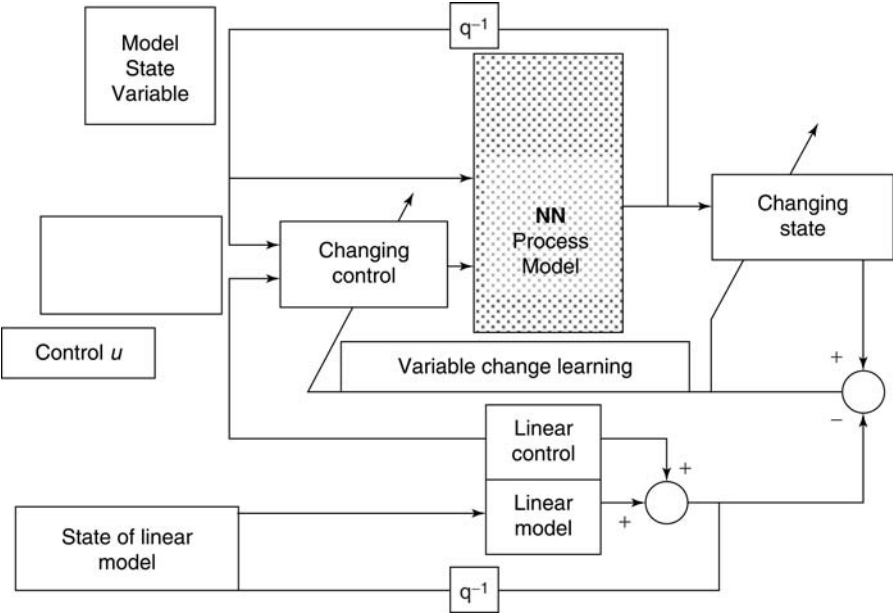 q⁻¹
Model
State
Variable
NN
Process
Model
Changing
state
Changing
control
Control u
Variable change learning
+
−
Linear
control
+
Linear
model
+
State of linear
model
q⁻¹